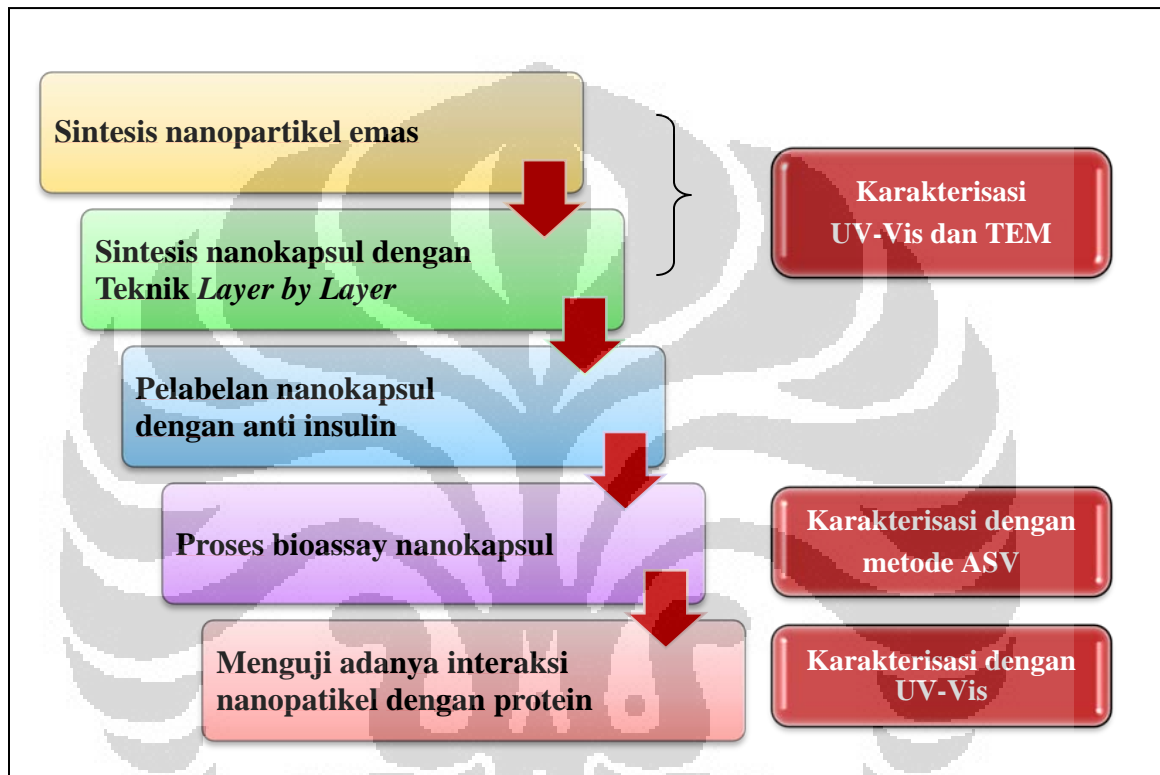 Sintesis nanopartikel emas
Sintesis nanokapsul dengan
Teknik Layer by Layer
Pelabelan nanokapsul
dengan anti insulin
Proses bioassay nanokapsul
Menguji adanya interaksi
nanopatikel dengan protein
Karakterisasi
UV-Vis dan TEM
Karakterisasi dengan
metode ASV
Karakterisasi dengan
UV-Vis